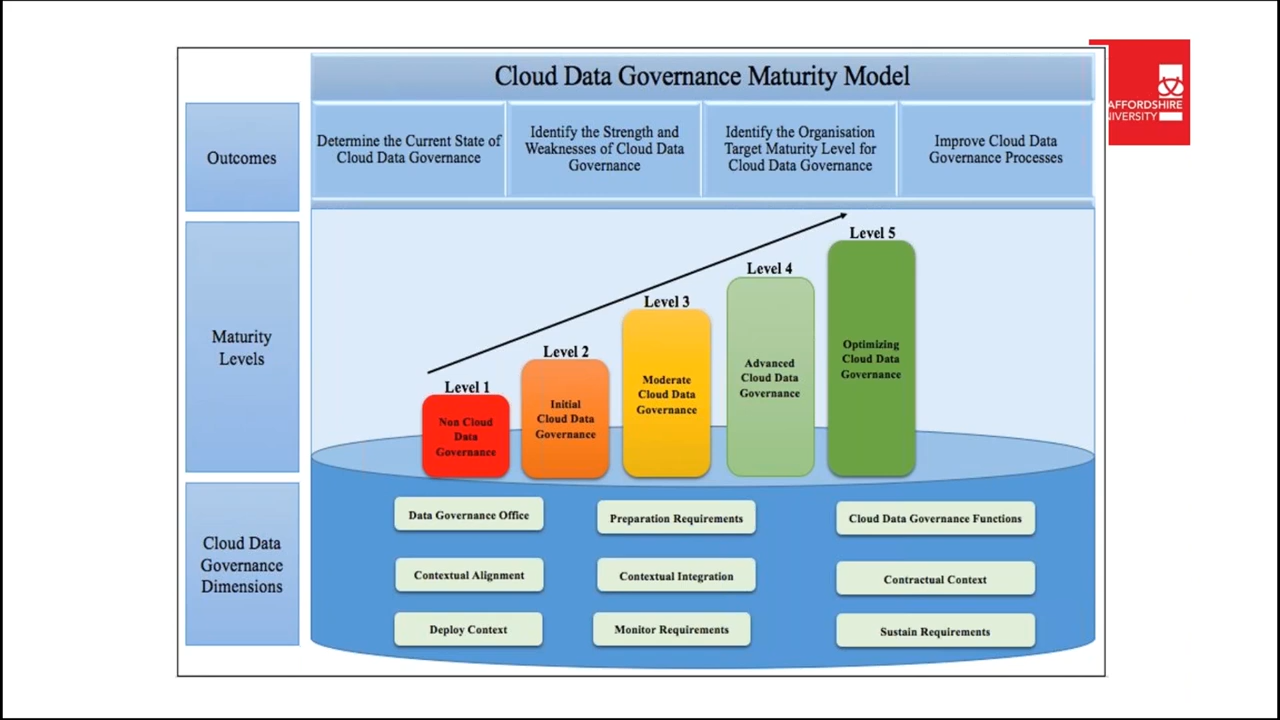 Cloud Data Governance Maturity Model
Outcomes
Determine the Current State of
Cloud Data Governance
Identify the Strength and
Weaknesses of Cloud Data
Governance
Identify the Organisation
Target Maturity Level for
Cloud Data Governance
Improve Cloud Data
Governance Processes
AFFORDSHIRE
NIVERSITY
Maturity
Levels
Level 1
Non Cloud
Data
Governance
Level 2
Initial
Cloud Data
Governance
Level 3
Moderate
Cloud Data
Governance
Level 4
Advanced
Cloud Data
Governance
Level 5
Optimizing
Cloud Data
Governance
Cloud Data
Governance
Dimensions
Data Governance Office
Preparation Requirements
Cloud Data Governance Functions
Contextual Alignment
Contextual Integration
Contractual Context
Deploy Context
Monitor Requirements
Sustain Requirements